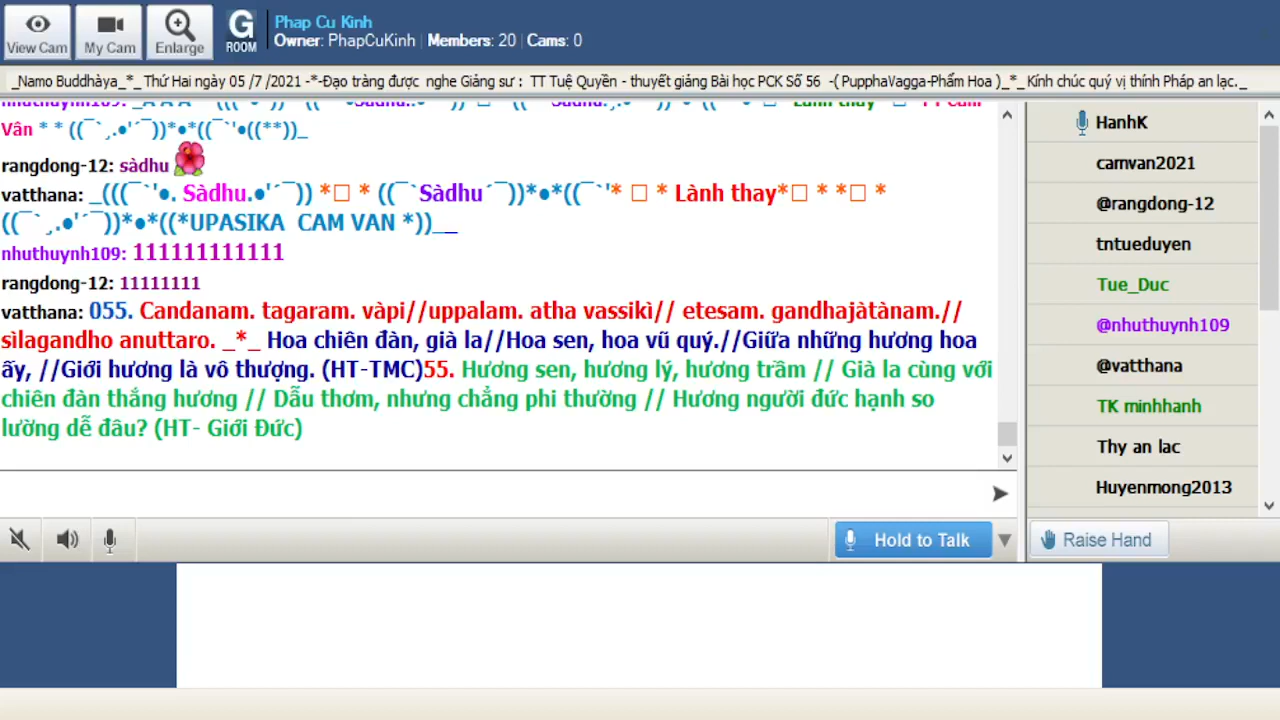 View Cam
My Cam
Enlarge
G
ROOM
Phap Cu Kinh
Owner: PhapCuKinh | Members: 20 | Cams: 0
_Namo Buddhàya_*_ Thứ Hai ngày 05 /7 /2021 -*-Đạo tràng được nghe Giảng sư : TT Tuệ Quyền - thuyết giảng Bài học PCK Số 56 -( PupphaVagga-Phẩm Hoa )_*_ Kính chúc quý vị thính Pháp an lạc._
Vân * * ((¯`¸.●'´¯))*●*((¯`'●((**))_
rangdong-12: sàdhu
vatthana: _(((¯`'●. Sàdhu.●'´¯)) *□ * ((¯`Sàdhu´¯))*●*((¯`'* □ * Lành thay*□ * *□ *
((¯`¸.●'´¯))*●*((*UPASIKA CAM VAN *))__
nhuthuynh109: 111111111111
rangdong-12: 11111111
vatthana: 055. Candanam. tagaram. vàpi//uppalam. atha vassikì// etesam. gandhajàtànam.//
sìlagandho anuttaro. _*_ Hoa chiên đàn, già la//Hoa sen, hoa vũ quý.//Giữa những hương hoa
ấy, //Giới hương là vô thượng. (HT-TMC)55. Hương sen, hương lý, hương trầm // Già la cùng với
chiên đàn thắng hương // Dẫu thơm, nhưng chẳng phi thường // Hương người đức hạnh so
lường dễ đâu? (HT- Giới Đức)
Hold to Talk
HanhK
camvan2021
@rangdong-12
tntueduyen
Tue_Duc
@nhuthuynh109
@vatthana
TK minhhanh
Thy an lac
Huyenmong2013
Raise Hand